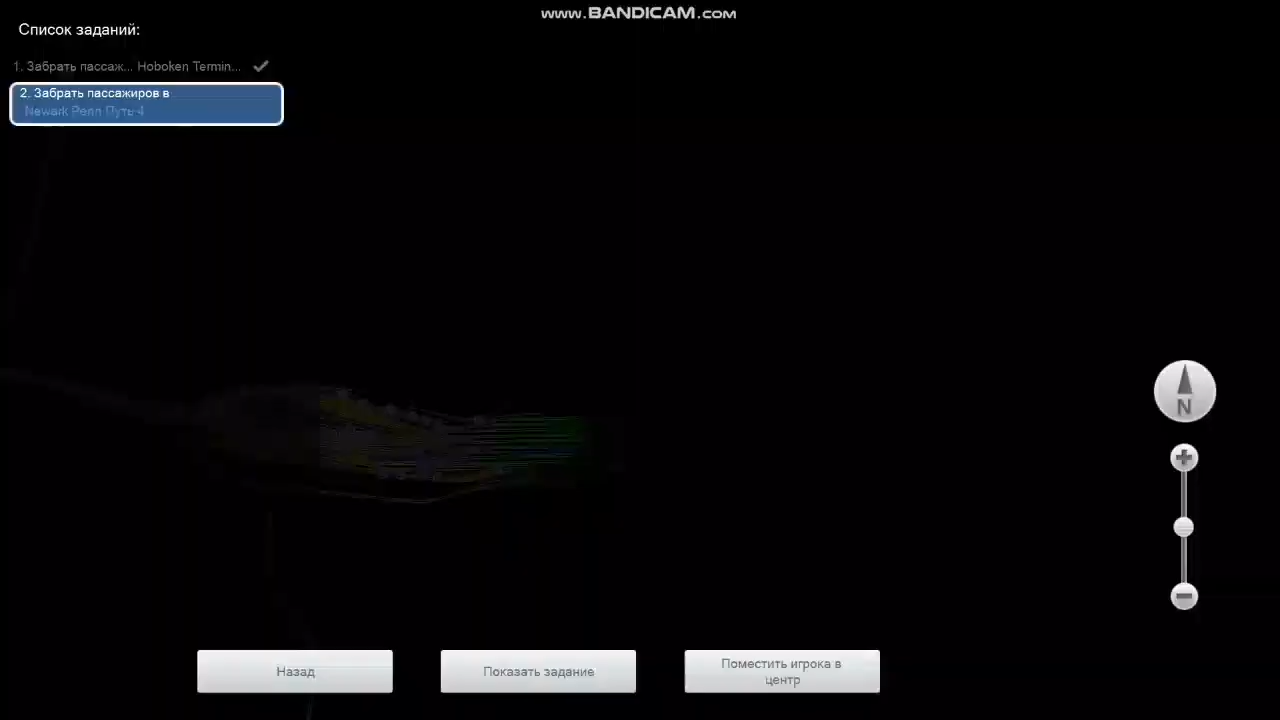 www.BANDICAM.com
Список заданий:
1. Забрать пассаж... Hoboken Termin...
2. Забрать пассажиров в
Newark Penn Путь 4
N
Назад
Показать задание
Поместить игрока в
центр